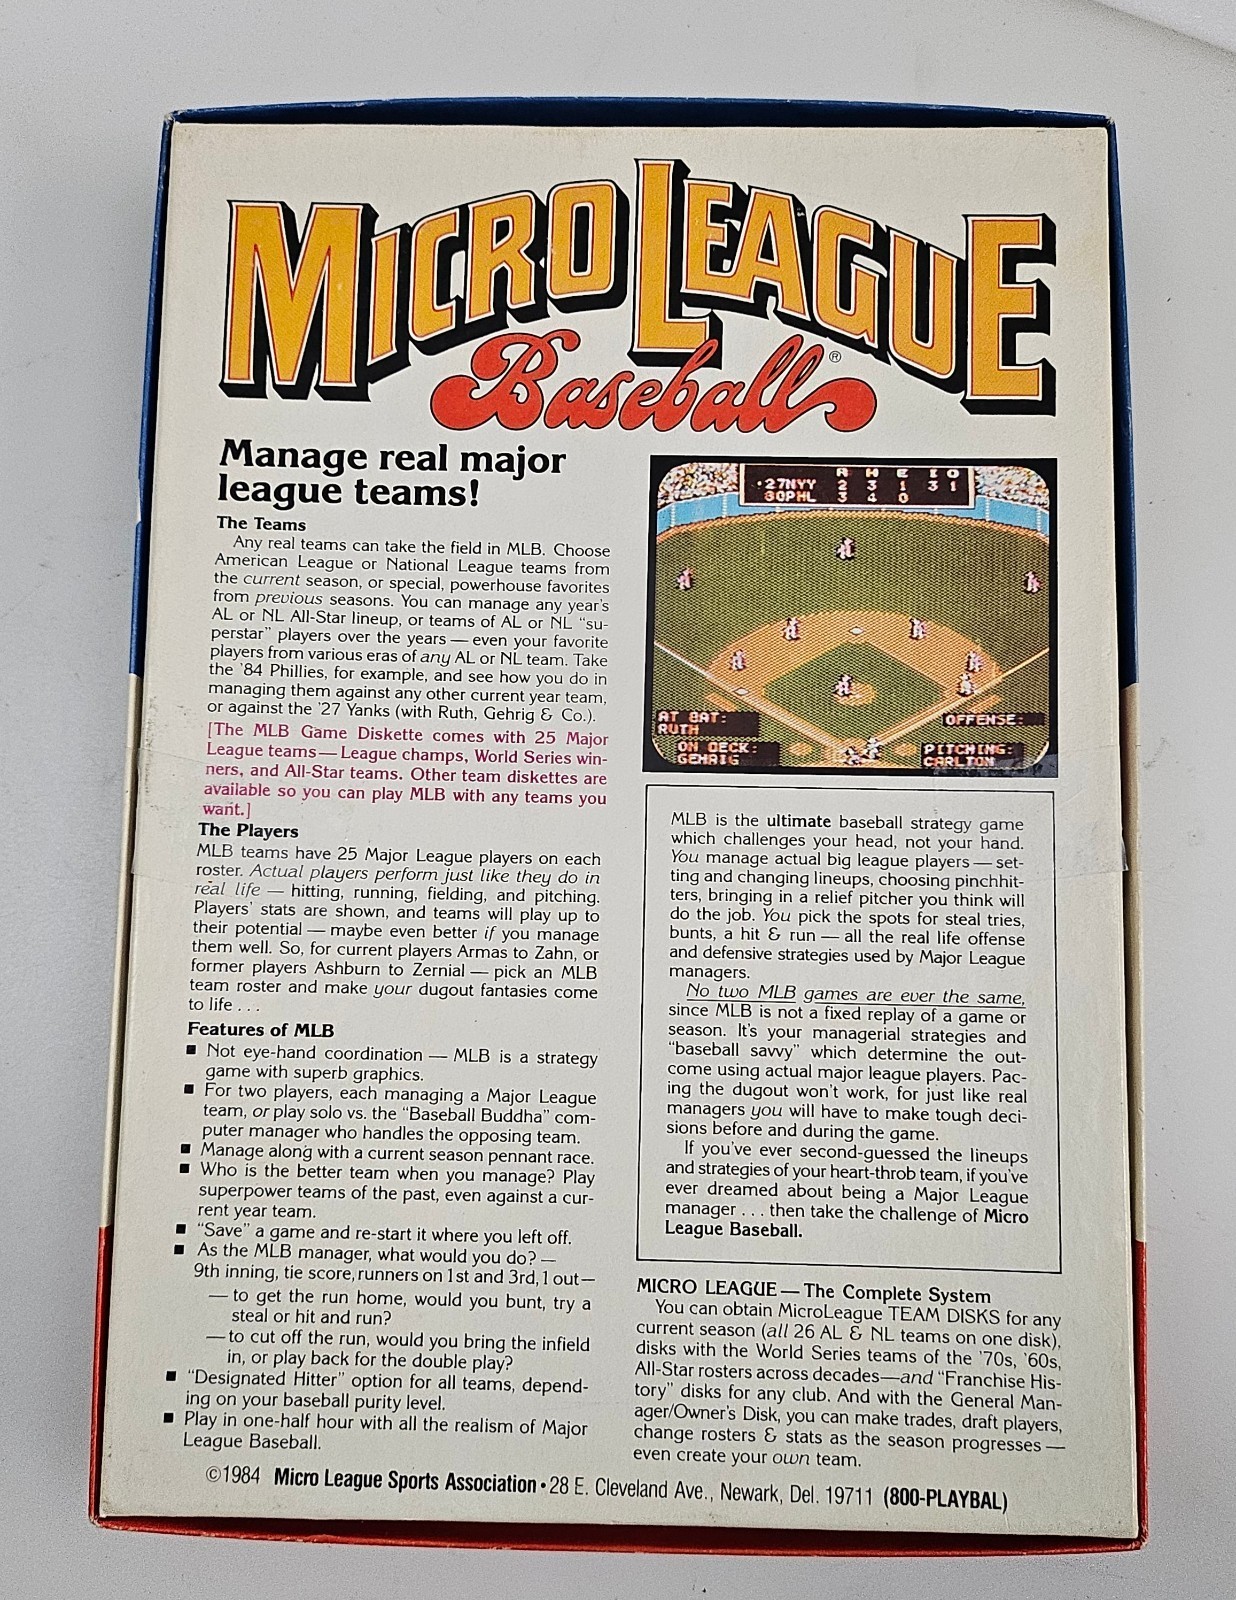 MICRO LEAGUE
Baseball®
Manage real major
league teams!
The Teams
Any real teams can take the field in MLB. Choose
American League or National League teams from
the current season, or special, powerhouse favorites
from previous seasons. You can manage any year's
AL or NL All-Star lineup, or teams of AL or NL "su-
perstar" players over the years — even your favorite
players from various eras of any AL or NL team. Take
the '84 Phillies, for example, and see how you do in
managing them against any other current year team,
or against the '27 Yanks (with Ruth, Gehrig & Co.).
[The MLB Game Diskette comes with 25 Major
League teams—League champs, World Series win-
ners, and All-Star teams. Other team diskettes are
available so you can play MLB with any teams you
want.]
The Players
MLB teams have 25 Major League players on each
roster. Actual players perform just like they do in
real life — hitting, running, fielding, and pitching.
Players' stats are shown, and teams will play up to
their potential — maybe even better if you manage
them well. So, for current players Armas to Zahn, or
former players Ashburn to Zernial — pick an MLB
team roster and make your dugout fantasies come
to life . . .
Features of MLB
■ Not eye-hand coordination — MLB is a strategy
game with superb graphics.
■ For two players, each managing a Major League
team, or play solo vs. the "Baseball Buddha" com-
puter manager who handles the opposing team.
■ Manage along with a current season pennant race.
■ Who is the better team when you manage? Play
superpower teams of the past, even against a cur-
rent year team.
■ "Save" a game and re-start it where you left off.
■ As the MLB manager, what would you do? —
9th inning, tie score, runners on 1st and 3rd, 1 out—
— to get the run home, would you bunt, try a
steal or hit and run?
— to cut off the run, would you bring the infield
in, or play back for the double play?
■ "Designated Hitter" option for all teams, depend-
ing on your baseball purity level.
■ Play in one-half hour with all the realism of Major
League Baseball.
R H E I O
·27NYY 2 3 1 3 1
80PHL 3 4 0
AT BAT:
RUTH
ON DECK:
GEHRIG
OFFENSE:
PITCHING:
CARLTON
MLB is the ultimate baseball strategy game
which challenges your head, not your hand.
You manage actual big league players — set-
ting and changing lineups, choosing pinchhit-
ters, bringing in a relief pitcher you think will
do the job. You pick the spots for steal tries,
bunts, a hit & run — all the real life offense
and defensive strategies used by Major League
managers.
No two MLB games are ever the same,
since MLB is not a fixed replay of a game or
season. It's your managerial strategies and
"baseball savvy" which determine the out-
come using actual major league players. Pac-
ing the dugout won't work, for just like real
managers you will have to make tough deci-
sions before and during the game.
If you've ever second-guessed the lineups
and strategies of your heart-throb team, if you've
ever dreamed about being a Major League
manager . . . then take the challenge of Micro
League Baseball.
MICRO LEAGUE — The Complete System
You can obtain MicroLeague TEAM DISKS for any
current season (all 26 AL & NL teams on one disk),
disks with the World Series teams of the '70s, '60s,
All-Star rosters across decades—and "Franchise His-
tory" disks for any club. And with the General Man-
ager/Owner's Disk, you can make trades, draft players,
change rosters & stats as the season progresses —
even create your own team.
©1984 Micro League Sports Association • 28 E. Cleveland Ave., Newark, Del. 19711 (800-PLAYBAL)